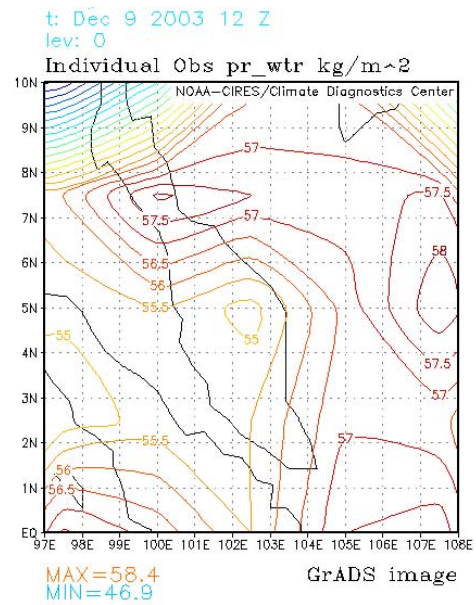 t: Dec 9 2003 12 Z
lev: 0
Individual Obs pr_wtr kg/m^2
NOAA-CIRES/Climate Diagnostics Center
10N
9N
8N
7N
6N
5N
4N
3N
2N
1N
EQ
57
57.5
57.5
57
58
56.5
56
55.5
55
55
57.5
57
55.5
57
56
56.5
97E 98E 99E 100E 101E 102E 103E 104E 105E 106E 107E 108E
MAX=58.4
MIN=46.9
GrADS image